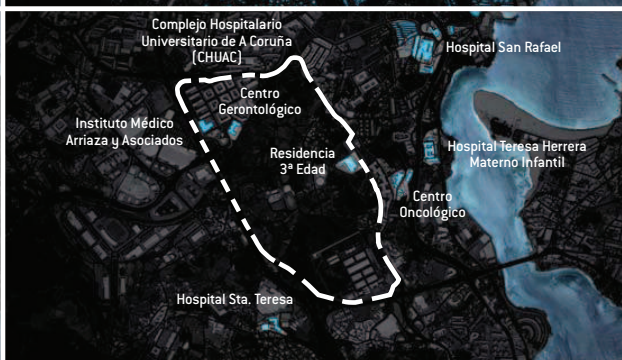 Complejo Hospitalario
Universitario de A Coruña
(CHUAC)
Hospital San Rafael
Centro
Gerontológico
Instituto Médico
Arriaza y Asociados
Residencia
3ª Edad
Hospital Teresa Herrera
Materno Infantil
Centro
Oncológico
Hospital Sta. Teresa